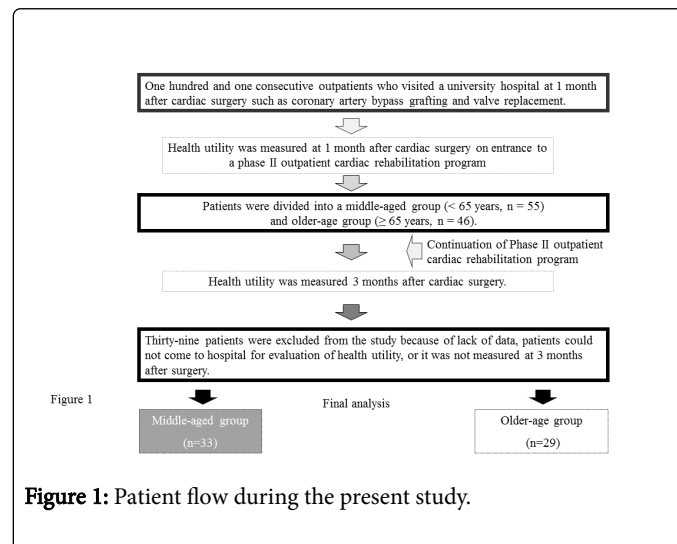 One hundred and one consecutive outpatients who visited a university hospital at 1 month
after cardiac surgery such as coronary artery bypass grafting and valve replacement.
Health utility was measured at 1 month after cardiac surgery on entrance to
a phase II outpatient cardiac rehabilitation program
Patients were divided into a middle-aged group (< 65 years, n = 55)
and older-age group (≥ 65 years, n = 46).
Continuation of Phase II outpatient
cardiac rehabilitation program
Health utility was measured 3 months after cardiac surgery.
Thirty-nine patients were excluded from the study because of lack of data, patients could
not come to hospital for evaluation of health utility, or it was not measured at 3 months
after surgery.
Figure 1
Final analysis
Middle-aged group
(n=33)
Older-age group
(n=29)
Figure 1: Patient flow during the present study.